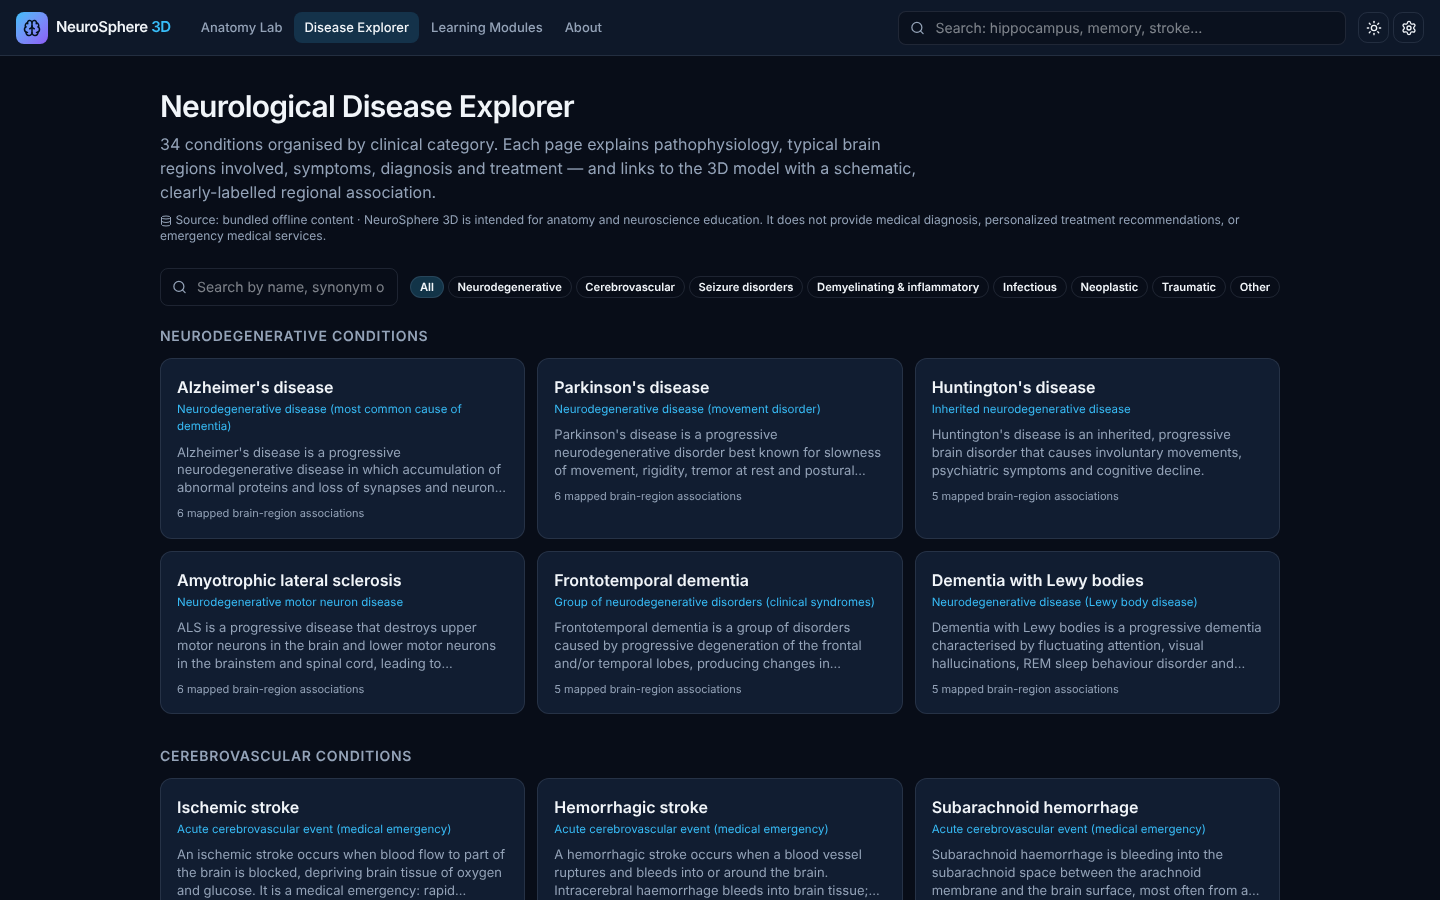 NeuroSphere 3D
Anatomy Lab
Disease Explorer
Learning Modules
About
Search: hippocampus, memory, stroke...
Neurological Disease Explorer
34 conditions organised by clinical category. Each page explains pathophysiology, typical brain
regions involved, symptoms, diagnosis and treatment — and links to the 3D model with a schematic,
clearly-labelled regional association.
Source: bundled offline content · NeuroSphere 3D is intended for anatomy and neuroscience education. It does not provide medical diagnosis, personalized treatment recommendations, or
emergency medical services.
Search by name, synonym o
All
Neurodegenerative
Cerebrovascular
Seizure disorders
Demyelinating & inflammatory
Infectious
Neoplastic
Traumatic
Other
NEURODEGENERATIVE CONDITIONS
Alzheimer's disease
Neurodegenerative disease (most common cause of
dementia)
Alzheimer's disease is a progressive
neurodegenerative disease in which accumulation of
abnormal proteins and loss of synapses and neuron...
6 mapped brain-region associations
Parkinson's disease
Neurodegenerative disease (movement disorder)
Parkinson's disease is a progressive
neurodegenerative disorder best known for slowness
of movement, rigidity, tremor at rest and postural...
6 mapped brain-region associations
Huntington's disease
Inherited neurodegenerative disease
Huntington's disease is an inherited, progressive
brain disorder that causes involuntary movements,
psychiatric symptoms and cognitive decline.
5 mapped brain-region associations
Amyotrophic lateral sclerosis
Neurodegenerative motor neuron disease
ALS is a progressive disease that destroys upper
motor neurons in the brain and lower motor neurons
in the brainstem and spinal cord, leading to...
6 mapped brain-region associations
Frontotemporal dementia
Group of neurodegenerative disorders (clinical syndromes)
Frontotemporal dementia is a group of disorders
caused by progressive degeneration of the frontal
and/or temporal lobes, producing changes in...
5 mapped brain-region associations
Dementia with Lewy bodies
Neurodegenerative disease (Lewy body disease)
Dementia with Lewy bodies is a progressive dementia
characterised by fluctuating attention, visual
hallucinations, REM sleep behaviour disorder and...
5 mapped brain-region associations
CEREBROVASCULAR CONDITIONS
Ischemic stroke
Acute cerebrovascular event (medical emergency)
An ischemic stroke occurs when blood flow to part of
the brain is blocked, depriving brain tissue of oxygen
and glucose. It is a medical emergency: rapid...
Hemorrhagic stroke
Acute cerebrovascular event (medical emergency)
A hemorrhagic stroke occurs when a blood vessel
ruptures and bleeds into or around the brain.
Intracerebral haemorrhage bleeds into brain tissue;...
Subarachnoid hemorrhage
Acute cerebrovascular event (medical emergency)
Subarachnoid haemorrhage is bleeding into the
subarachnoid space between the arachnoid
membrane and the brain surface, most often from a...